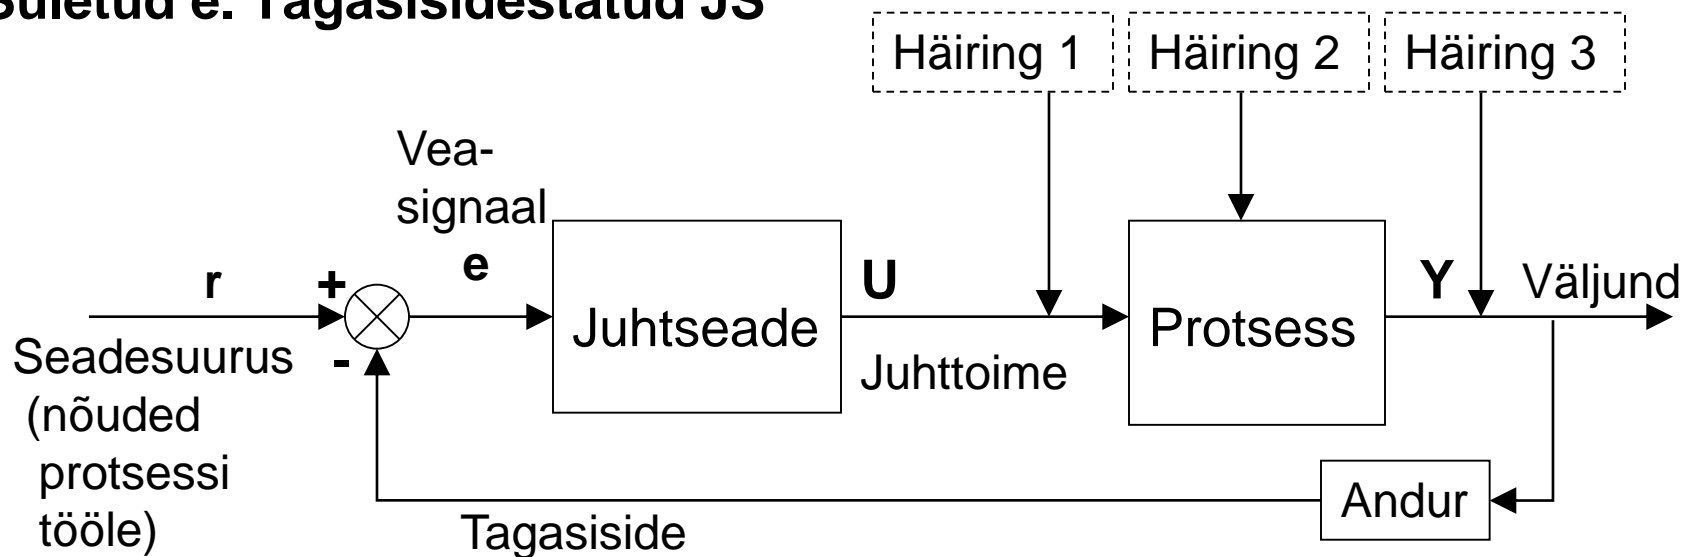 Suletud e. Tagasisidestatud JS
Häiring 1
Häiring 2
Häiring 3
Vea-
signaal
e
r
+
-
Seadesuurus
(nõuded
protsessi
tööle)
Juhtseade
U
Juhttoime
Protsess
Y
Väljund
Andur
Tagasiside